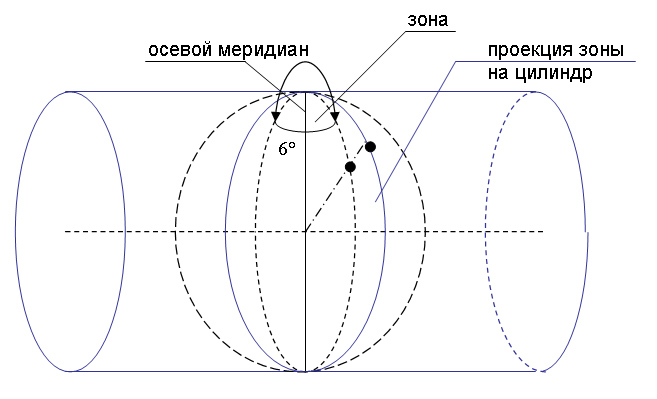 зона
осевой меридиан
проекция зоны
на цилиндр
6°